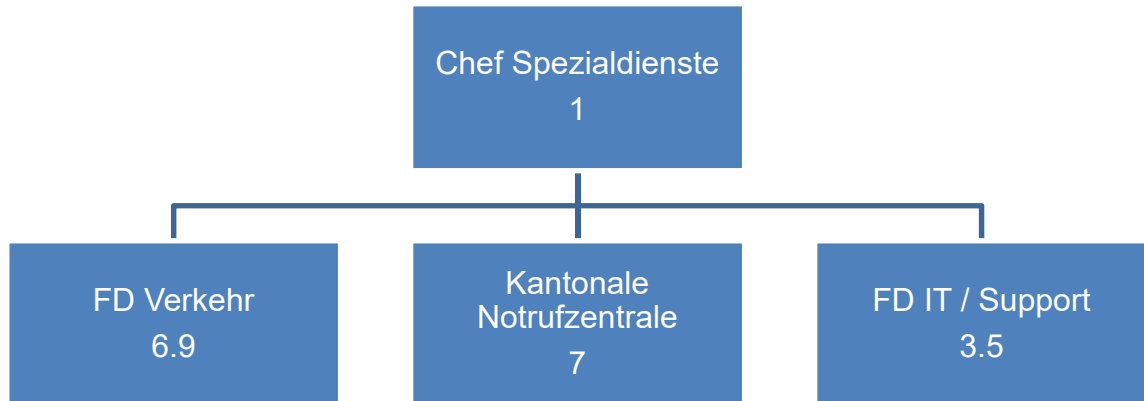 Chef Spezialdienste
1
FD Verkehr
6.9
Kantonale
Notrufzentrale
7
FD IT / Support
3.5